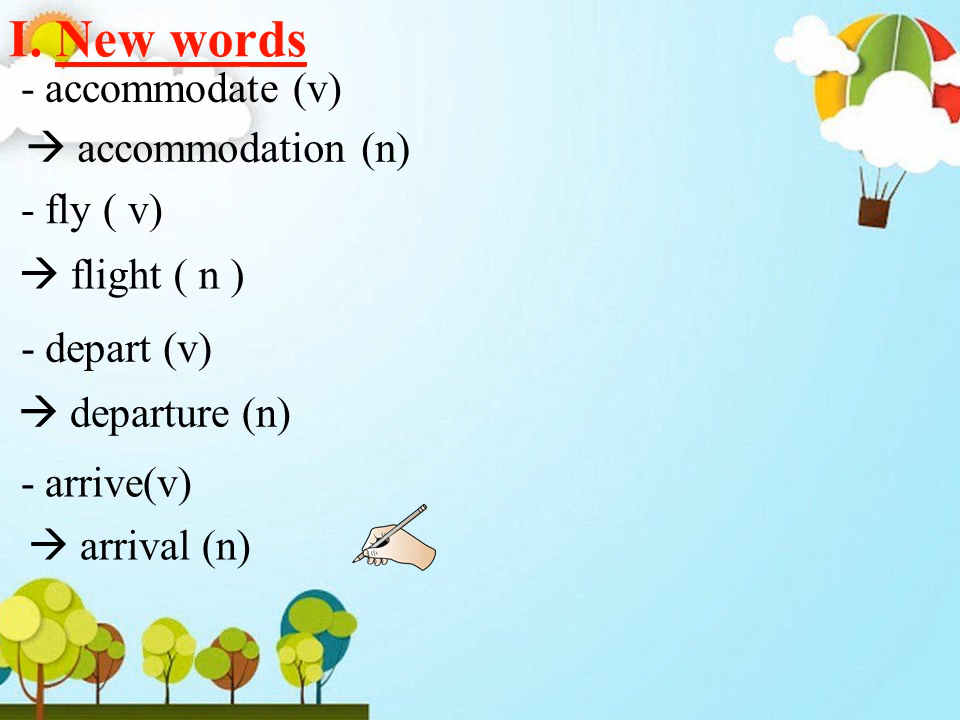 I. New words
- accommodate (v)
→ accommodation (n)
- fly ( v)
→ flight ( n )
- depart (v)
→ departure (n)
- arrive(v)
→ arrival (n)